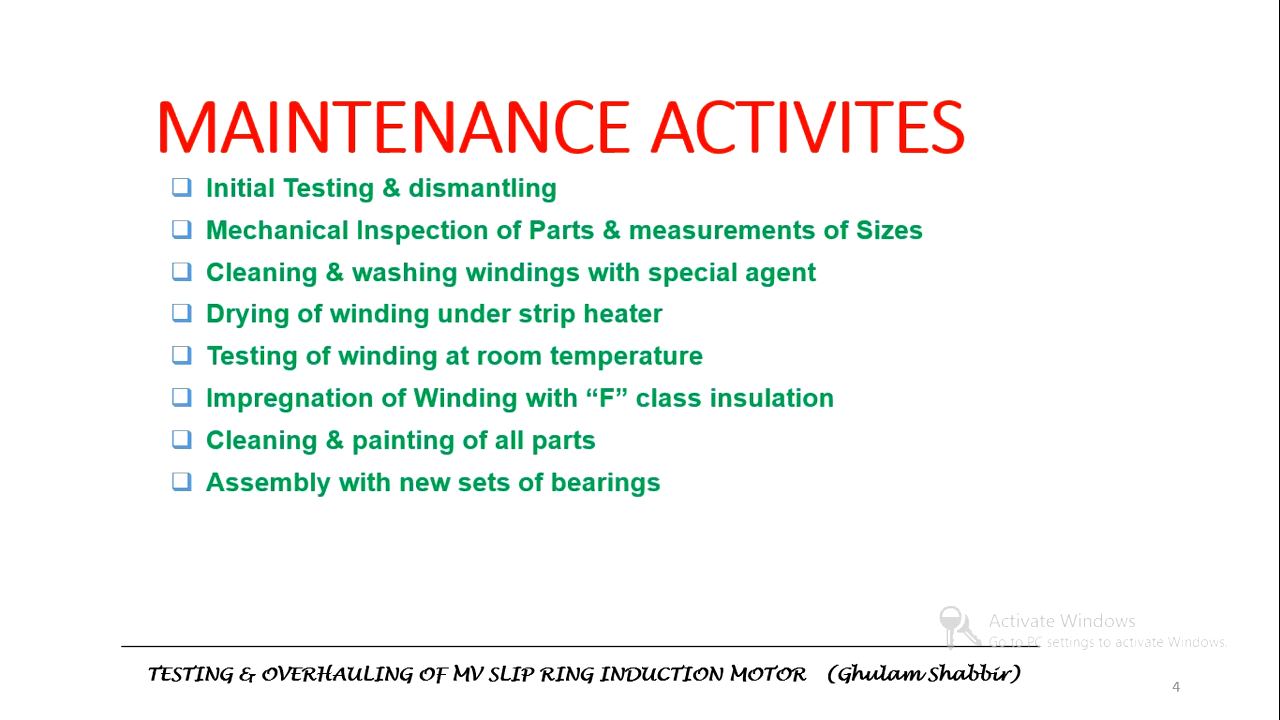 MAINTENANCE ACTIVITES
Initial Testing & dismantling
Mechanical Inspection of Parts & measurements of Sizes
Cleaning & washing windings with special agent
Drying of winding under strip heater
Testing of winding at room temperature
Impregnation of Winding with “F” class insulation
Cleaning & painting of all parts
Assembly with new sets of bearings
Activate Windows
Go to PC settings to activate Windows.
TESTING & OVERHAULING OF MV SLIP RING INDUCTION MOTOR (Ghulam Shabbir)
4